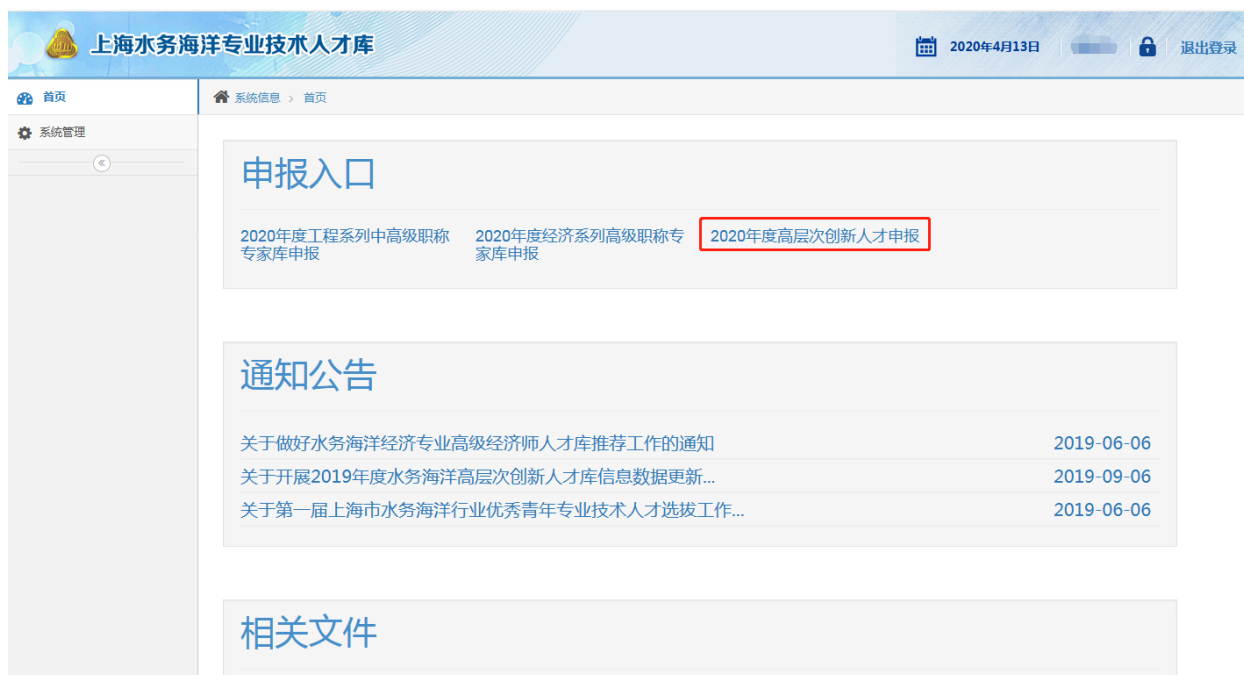 上海水务海洋专业技术人才库
2020年4月13日
退出登录
首页
系统信息 > 首页
系统管理
申报入口
2020年度工程系列中高级职称
专家库申报
2020年度经济系列高级职称专
家库申报
2020年度高层次创新人才申报
通知公告
关于做好水务海洋经济专业高级经济师人才库推荐工作的通知 2019-06-06
关于开展2019年度水务海洋高层次创新人才库信息数据更新... 2019-09-06
关于第一届上海市水务海洋行业优秀青年专业技术人才选拔工作... 2019-06-06
相关文件